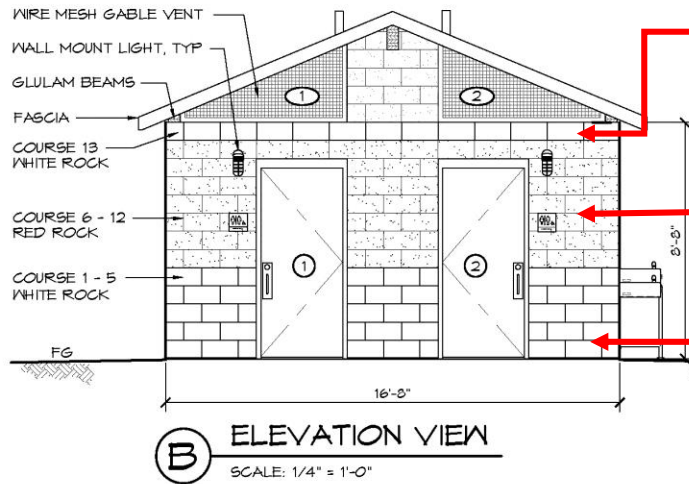 WIRE MESH GABLE VENT
WALL MOUNT LIGHT, TYP
GLULAM BEAMS
FASCIA
COURSE 13
WHITE ROCK
COURSE 6 - 12
RED ROCK
COURSE 1 - 5
WHITE ROCK
FG
1
2
1
2
8'-8"
16'-8"
B
ELEVATION VIEW
SCALE: 1/4" = 1'-0"